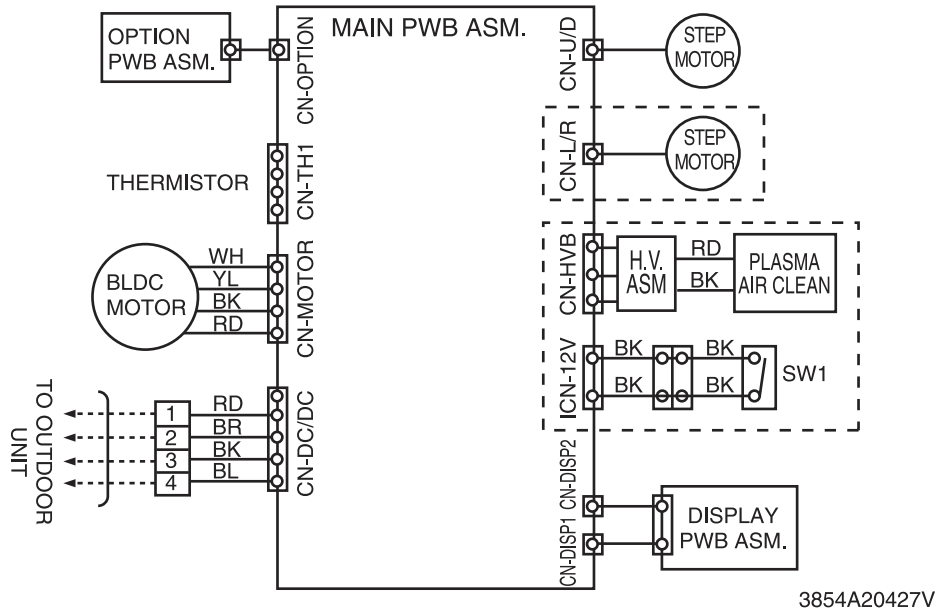 MAIN PWB ASM.
OPTION
PWB ASM.
CN-OPTION
THERMISTOR
CN-TH1
BLDC
MOTOR
WH
YL
BK
RD
CN-MOTOR
TO OUTDOOR
UNIT
1
2
3
4
RD
BR
BK
BL
CN-DC/DC
CN-U/D
STEP
MOTOR
CN-L/R
STEP
MOTOR
CN-HVB
H.V.
ASM
RD
BK
PLASMA
AIR CLEAN
ICN-12V
BK
BK
BK
BK
SW1
CN-DISP2
CN-DISP1
DISPLAY
PWB ASM.
3854A20427V